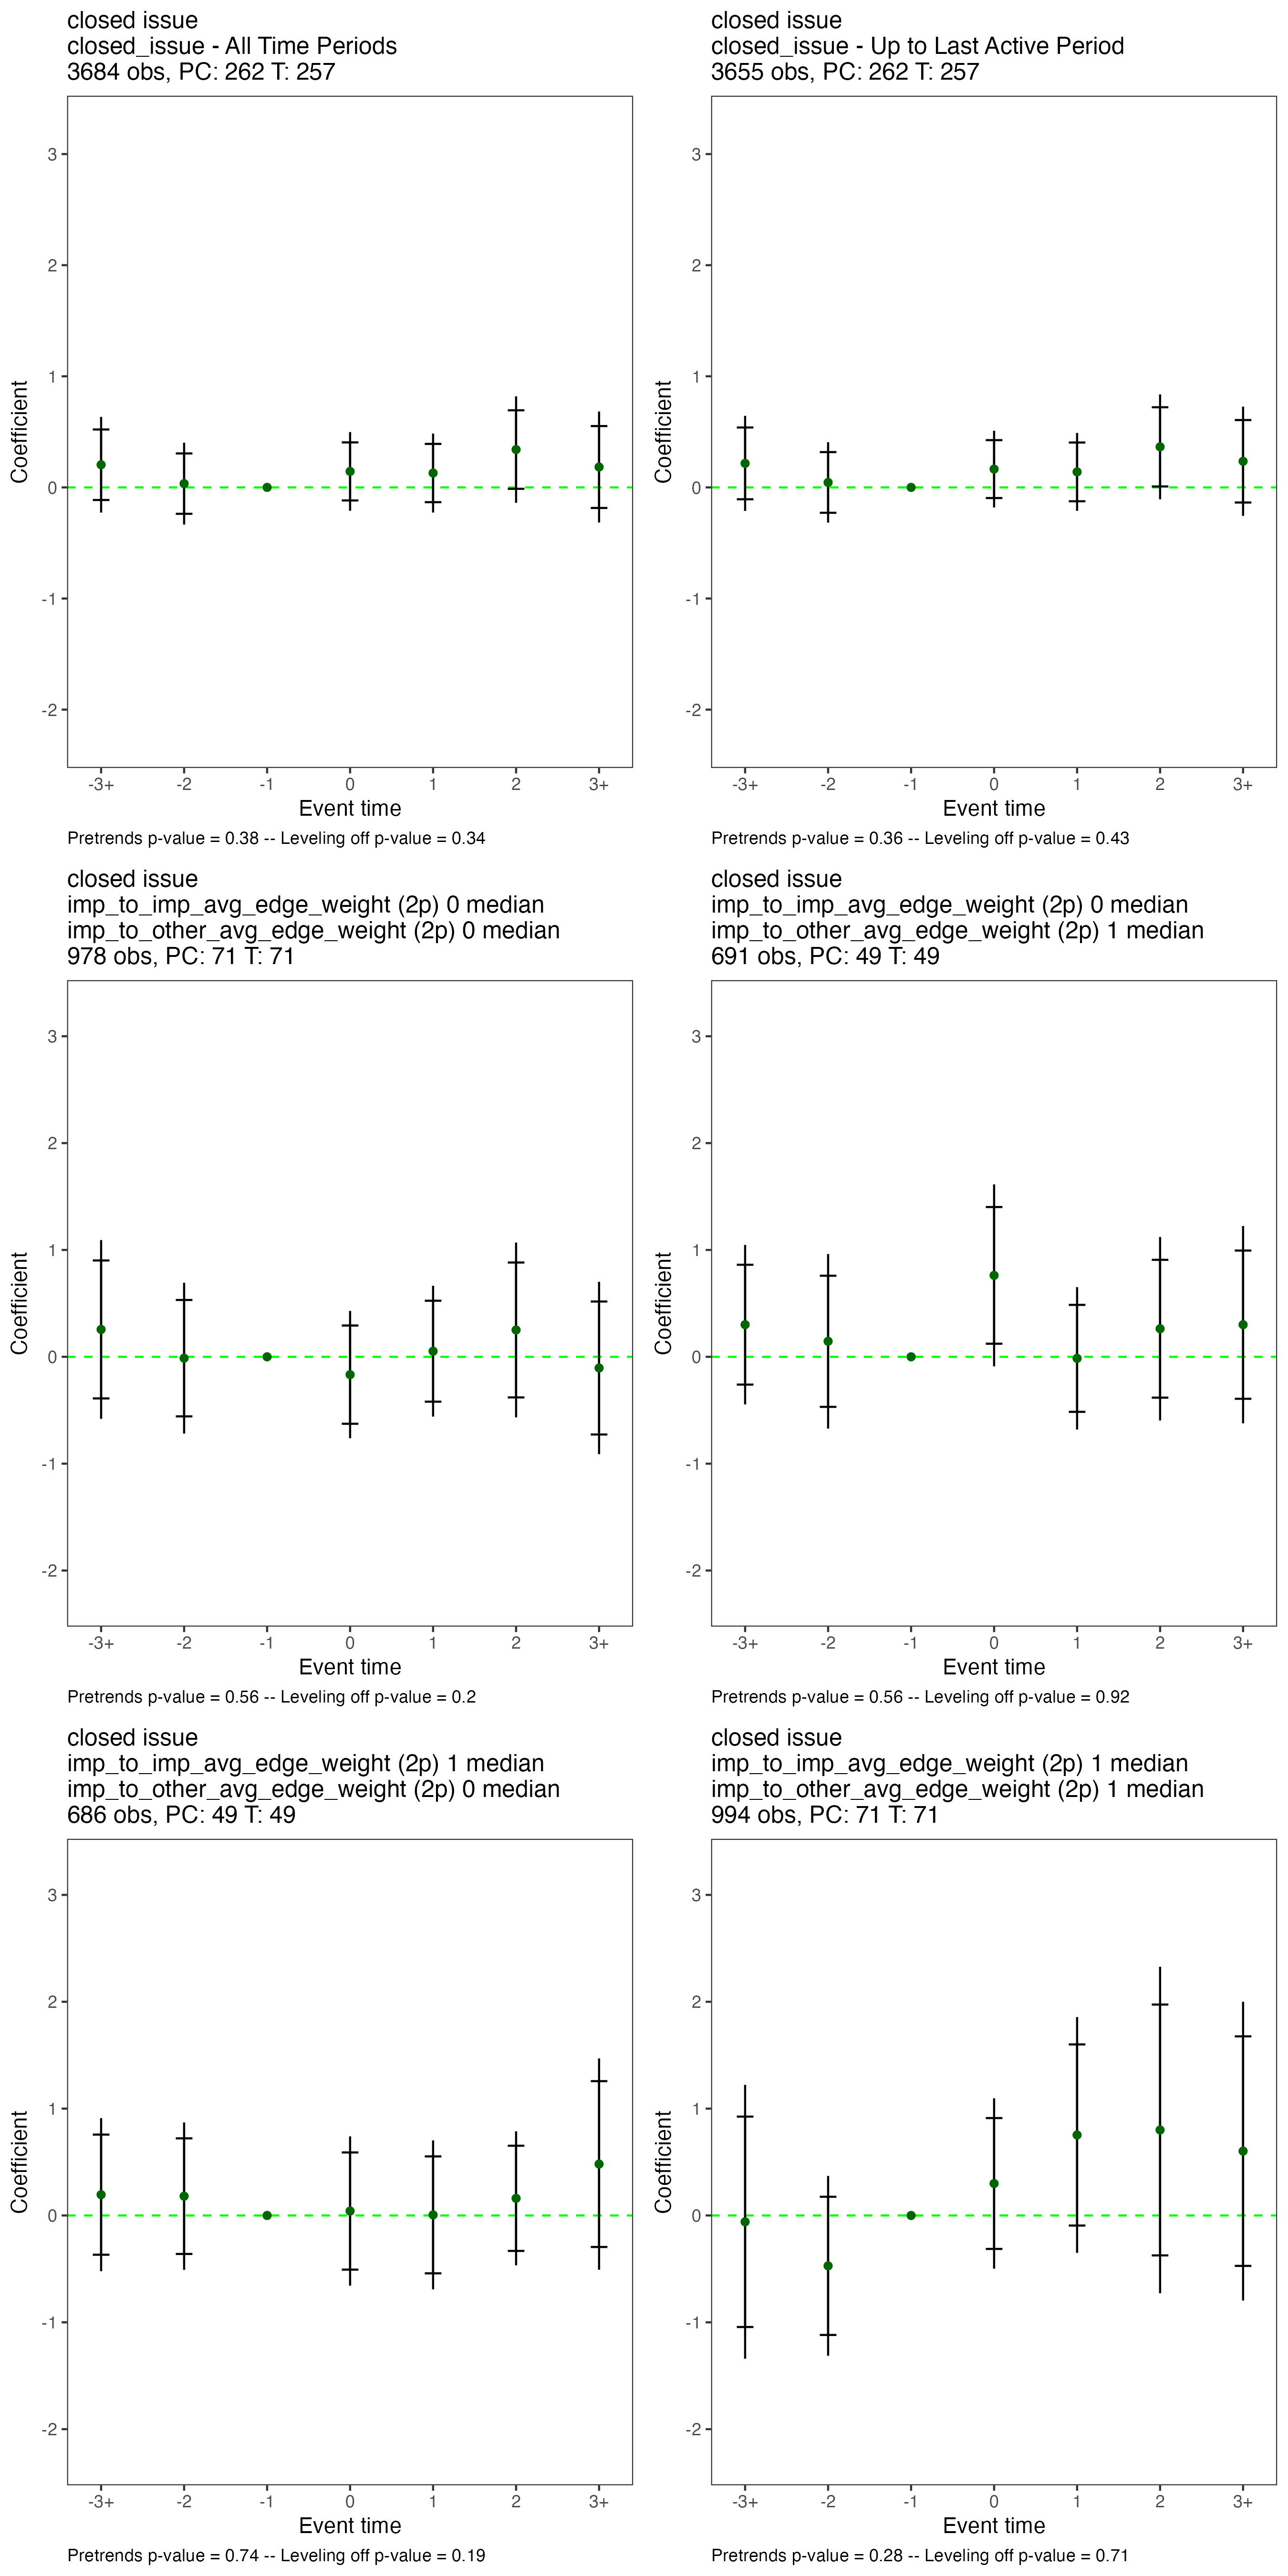 closed issue
closed_issue - All Time Periods
3684 obs, PC: 262 T: 257
3
2
1
0
-1
-2
Coefficient
-3+ -2 -1 0 1 2 3+
Event time
Pretrends p-value = 0.38 -- Leveling off p-value = 0.34
closed issue
closed_issue - Up to Last Active Period
3655 obs, PC: 262 T: 257
3
2
1
0
-1
-2
Coefficient
-3+ -2 -1 0 1 2 3+
Event time
Pretrends p-value = 0.36 -- Leveling off p-value = 0.43
closed issue
imp_to_imp_avg_edge_weight (2p) 0 median
imp_to_other_avg_edge_weight (2p) 0 median
978 obs, PC: 71 T: 71
3
2
1
0
-1
-2
Coefficient
-3+ -2 -1 0 1 2 3+
Event time
Pretrends p-value = 0.56 -- Leveling off p-value = 0.2
closed issue
imp_to_imp_avg_edge_weight (2p) 0 median
imp_to_other_avg_edge_weight (2p) 1 median
691 obs, PC: 49 T: 49
3
2
1
0
-1
-2
Coefficient
-3+ -2 -1 0 1 2 3+
Event time
Pretrends p-value = 0.56 -- Leveling off p-value = 0.92
closed issue
imp_to_imp_avg_edge_weight (2p) 1 median
imp_to_other_avg_edge_weight (2p) 0 median
686 obs, PC: 49 T: 49
3
2
1
0
-1
-2
Coefficient
-3+ -2 -1 0 1 2 3+
Event time
Pretrends p-value = 0.74 -- Leveling off p-value = 0.19
closed issue
imp_to_imp_avg_edge_weight (2p) 1 median
imp_to_other_avg_edge_weight (2p) 1 median
994 obs, PC: 71 T: 71
3
2
1
0
-1
-2
Coefficient
-3+ -2 -1 0 1 2 3+
Event time
Pretrends p-value = 0.28 -- Leveling off p-value = 0.71